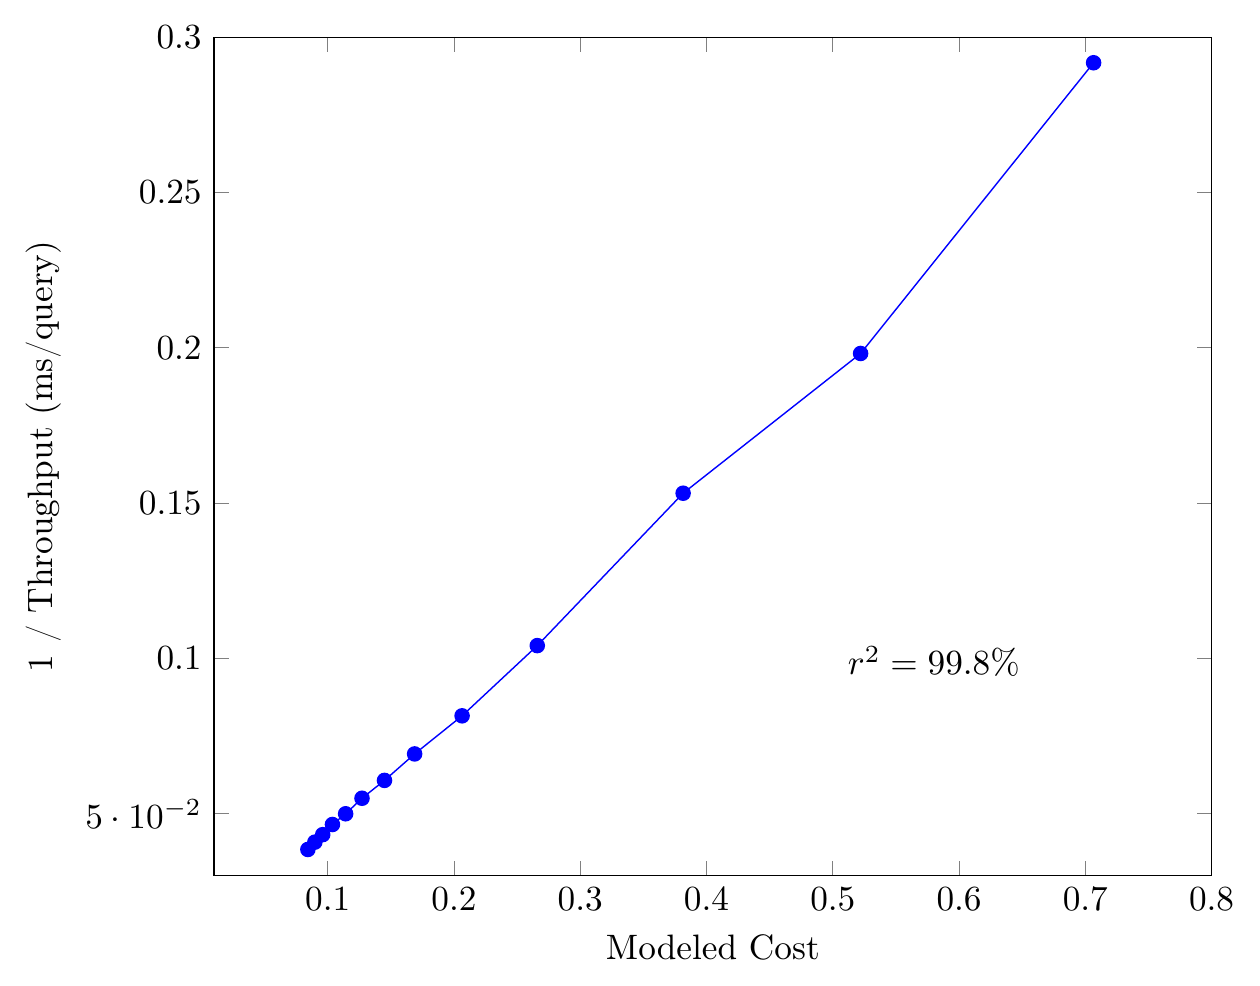 0.3
0.25
0.2
0.15
0.1
5 · 10⁻²
1 / Throughput (ms/query)
r² = 99.8%
0.1 0.2 0.3 0.4 0.5 0.6 0.7 0.8
Modeled Cost